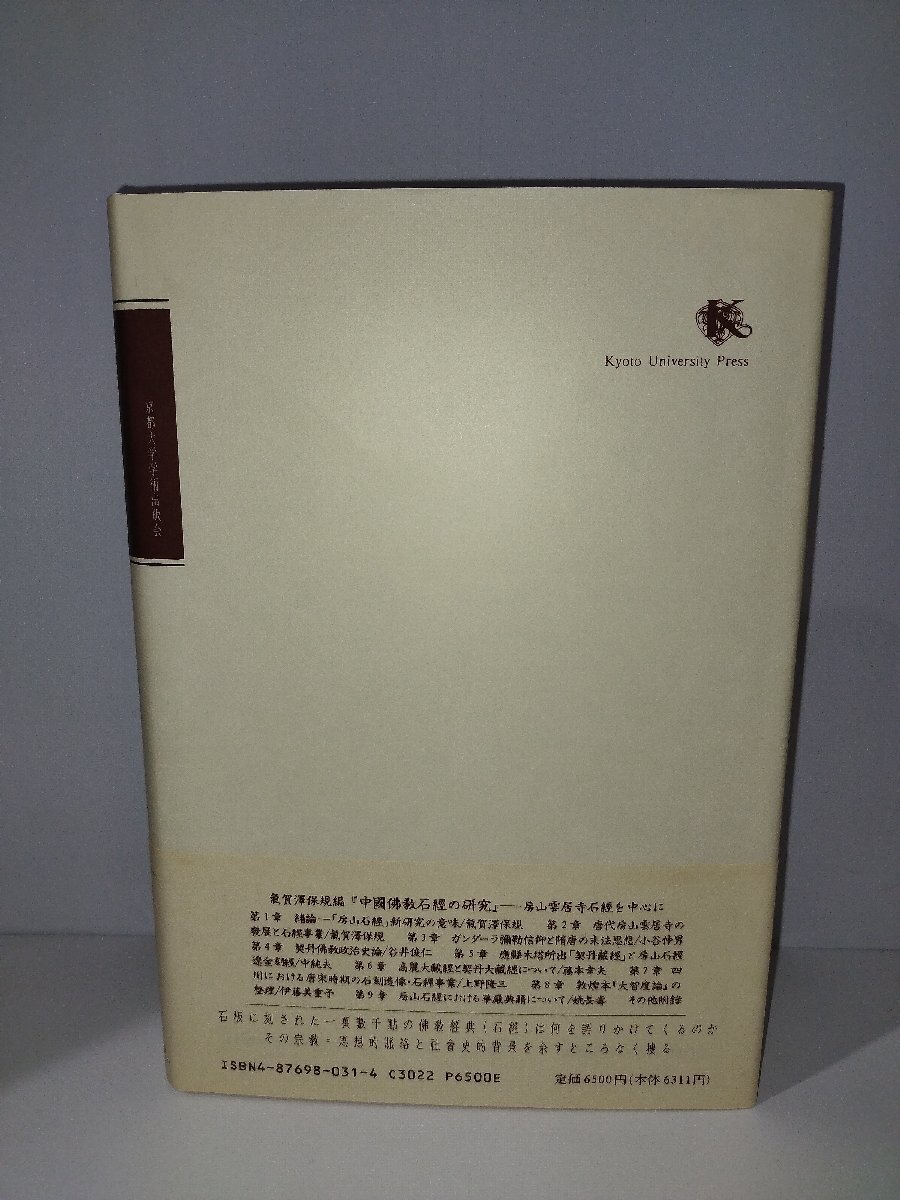 Kyoto University Press
京都大学学術出版会
氣賀澤保規編『中國佛教石經の研究』――房山雲居寺石經を中心に
第1章 緒論――「房山石經」新研究の意味/氣賀澤保規 第2章 唐代房山雲居寺の
發展と石經事業/氣賀澤保規 第3章 ガンダーラ彌勒信仰と隋唐の末法思想/小谷仲男
第4章 契丹佛教政治史論/谷井俊仁 第5章 應縣木塔所出「契丹藏經」と房山石經
遼金刻經/中純夫 第6章 高麗大藏經と契丹大藏經について/藤本幸夫 第7章 四
川における唐宋時期の石刻造像・石經事業/上野隆三 第8章 敦煌本『大智度論』の
整理/伊藤美重子 第9章 房山石經における華嚴典籍について/姚長壽 その他附錄
石板に刻された一萬數千點の佛教經典(石經)は何を語りかけてくるのか
その宗教=思想的脈絡と社會史的背景を余すところなく探る
ISBN4-87698-031-4 C3022 P6500E
定価6500円(本体6311円)